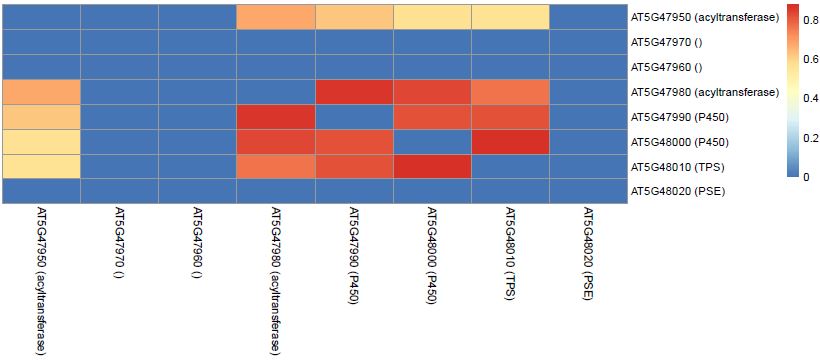 AT5G47950 (acyltransferase)
AT5G47970 ()
AT5G47960 ()
AT5G47980 (acyltransferase)
AT5G47990 (P450)
AT5G48000 (P450)
AT5G48010 (TPS)
AT5G48020 (PSE)
0.8
0.6
0.4
0.2
0
AT5G47950 (acyltransferase)
AT5G47970 ()
AT5G47960 ()
AT5G47980 (acyltransferase)
AT5G47990 (P450)
AT5G48000 (P450)
AT5G48010 (TPS)
AT5G48020 (PSE)